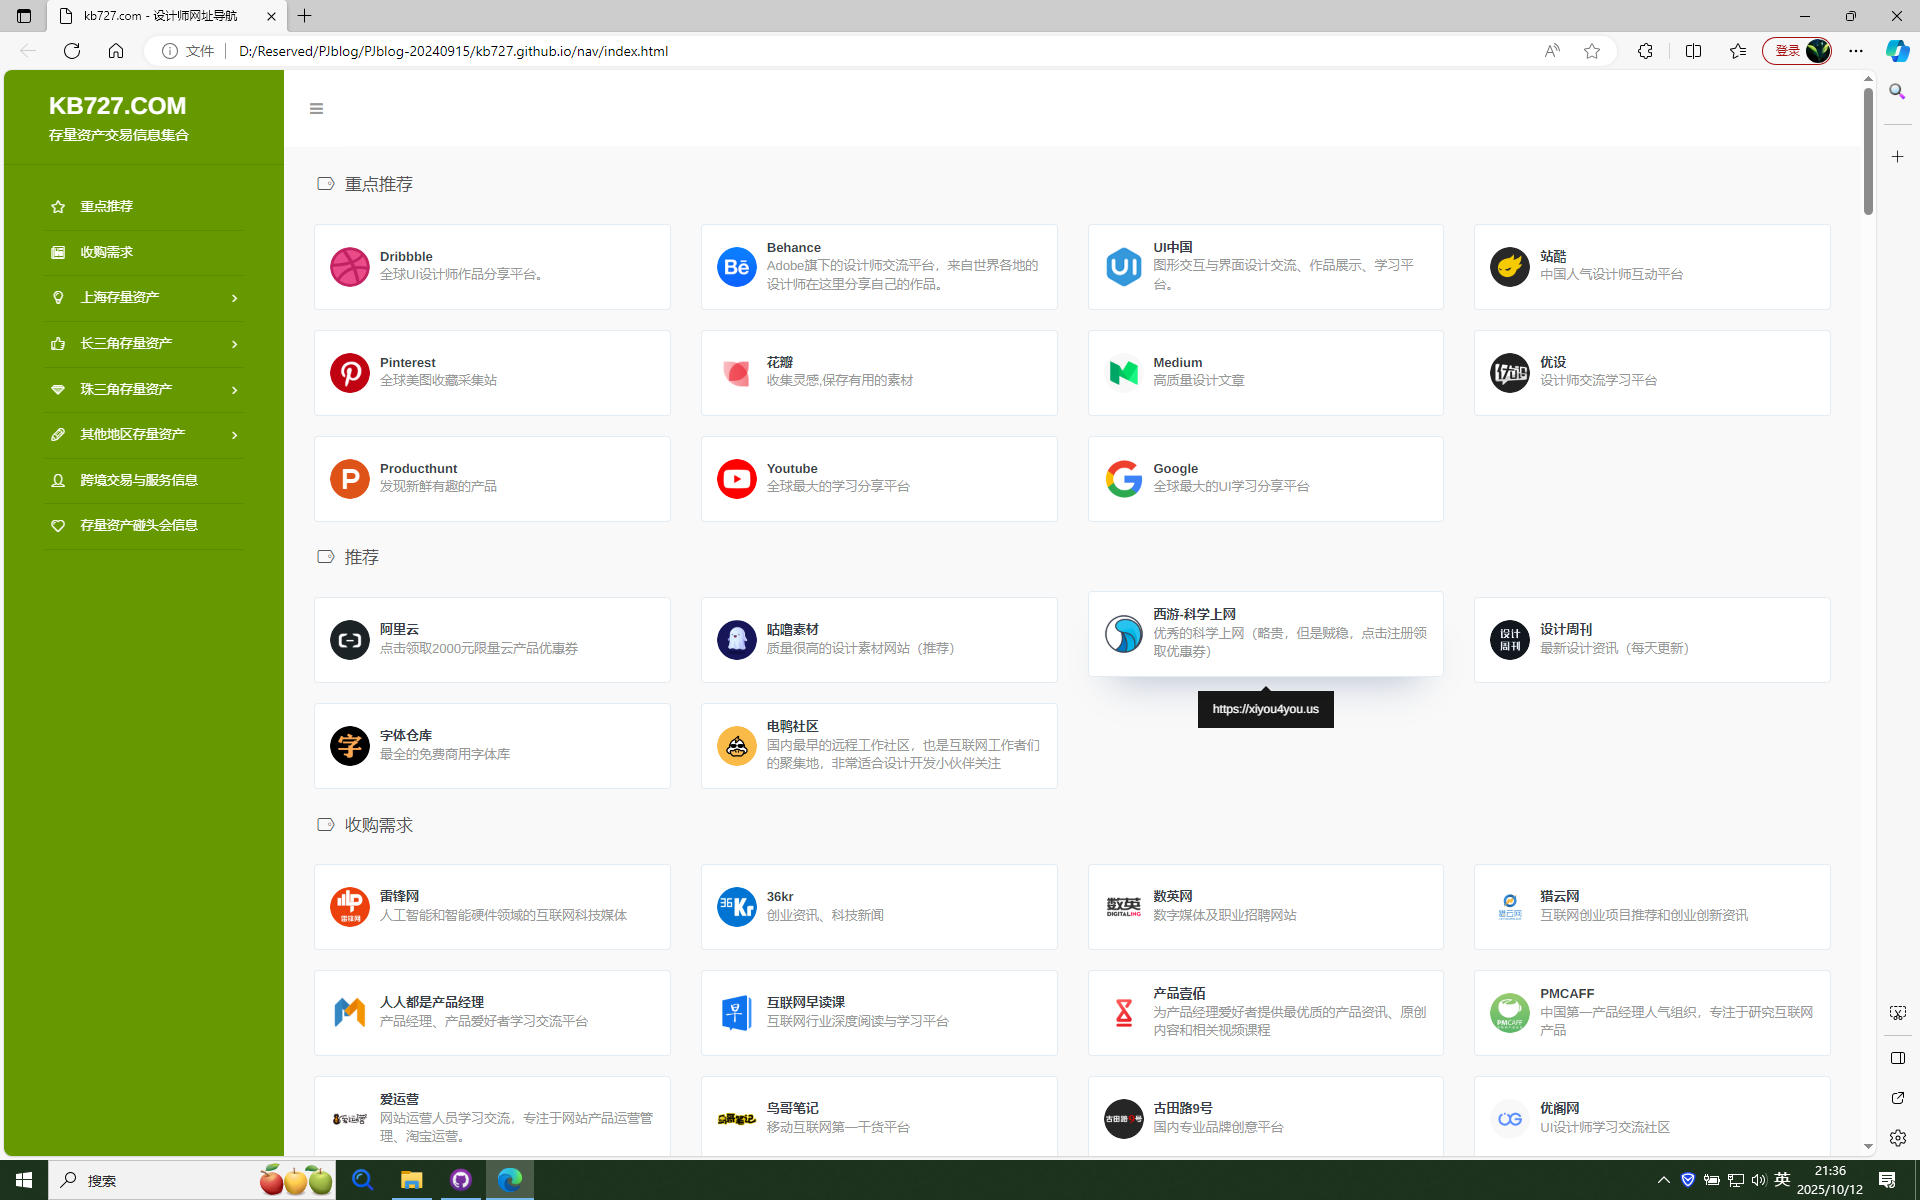 kb727.com - 设计师网址导航
文件
D:/Reserved/PJblog/PJblog-20240915/kb727.github.io/nav/index.html
登录
KB727.COM
存量资产交易信息集合
重点推荐
收购需求
上海存量资产
长三角存量资产
珠三角存量资产
其他地区存量资产
跨境交易与服务信息
存量资产碰头会信息
重点推荐
Dribbble
全球UI设计师作品分享平台。
Behance
Adobe旗下的设计师交流平台，来自世界各地的
设计师在这里分享自己的作品。
UI中国
图形交互与界面设计交流、作品展示、学习平
台。
站酷
中国人气设计师互动平台
Pinterest
全球美图收藏采集站
花瓣
收集灵感,保存有用的素材
Medium
高质量设计文章
优设
设计师交流学习平台
Producthunt
发现新鲜有趣的产品
Youtube
全球最大的学习分享平台
Google
全球最大的UI学习分享平台
推荐
阿里云
点击领取2000元限量云产品优惠券
咕噜素材
质量很高的设计素材网站（推荐）
西游-科学上网
优秀的科学上网（略贵，但是贼稳，点击注册领
取优惠券）
https://xiyou4you.us
设计周刊
最新设计资讯（每天更新）
字体仓库
最全的免费商用字体库
电鸭社区
国内最早的远程工作社区，也是互联网工作者们
的聚集地，非常适合设计开发小伙伴关注
收购需求
雷锋网
人工智能和智能硬件领域的互联网科技媒体
36kr
创业资讯、科技新闻
数英网
数字媒体及职业招聘网站
猎云网
互联网创业项目推荐和创业创新资讯
人人都是产品经理
产品经理、产品爱好者学习交流平台
互联网早读课
互联网行业深度阅读与学习平台
产品壹佰
为产品经理爱好者提供最优质的产品资讯、原创
内容和相关视频课程
PMCAFF
中国第一产品经理人气组织，专注于研究互联网
产品
爱运营
网站运营人员学习交流，专注于网站产品运营管
理、淘宝运营。
鸟哥笔记
移动互联网第一干货平台
古田路9号
国内专业品牌创意平台
优阁网
UI设计师学习交流社区
搜索
英
21:36
2025/10/12